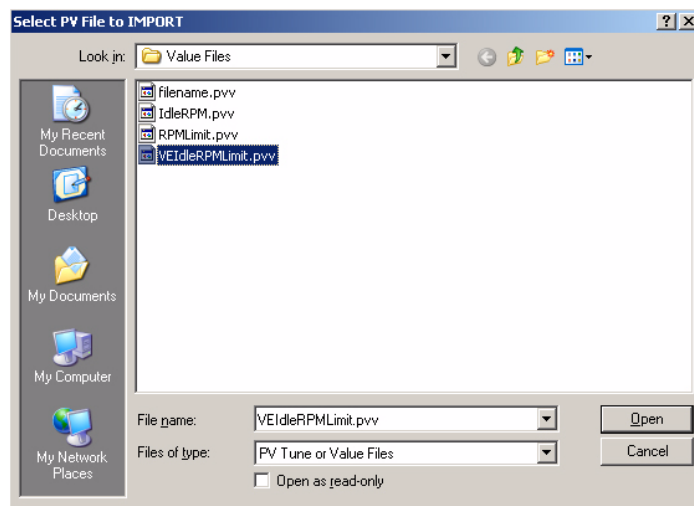 Select PV File to IMPORT
Look in: Value Files
filename.pvv
IdleRPM.pvv
RPMLimit.pvv
VEIdleRPMLimit.pvv
My Recent
Documents
Desktop
My Documents
My Computer
My Network
Places
File name: VEIdleRPMLimit.pvv Open
Files of type: PV Tune or Value Files Cancel
Open as read-only